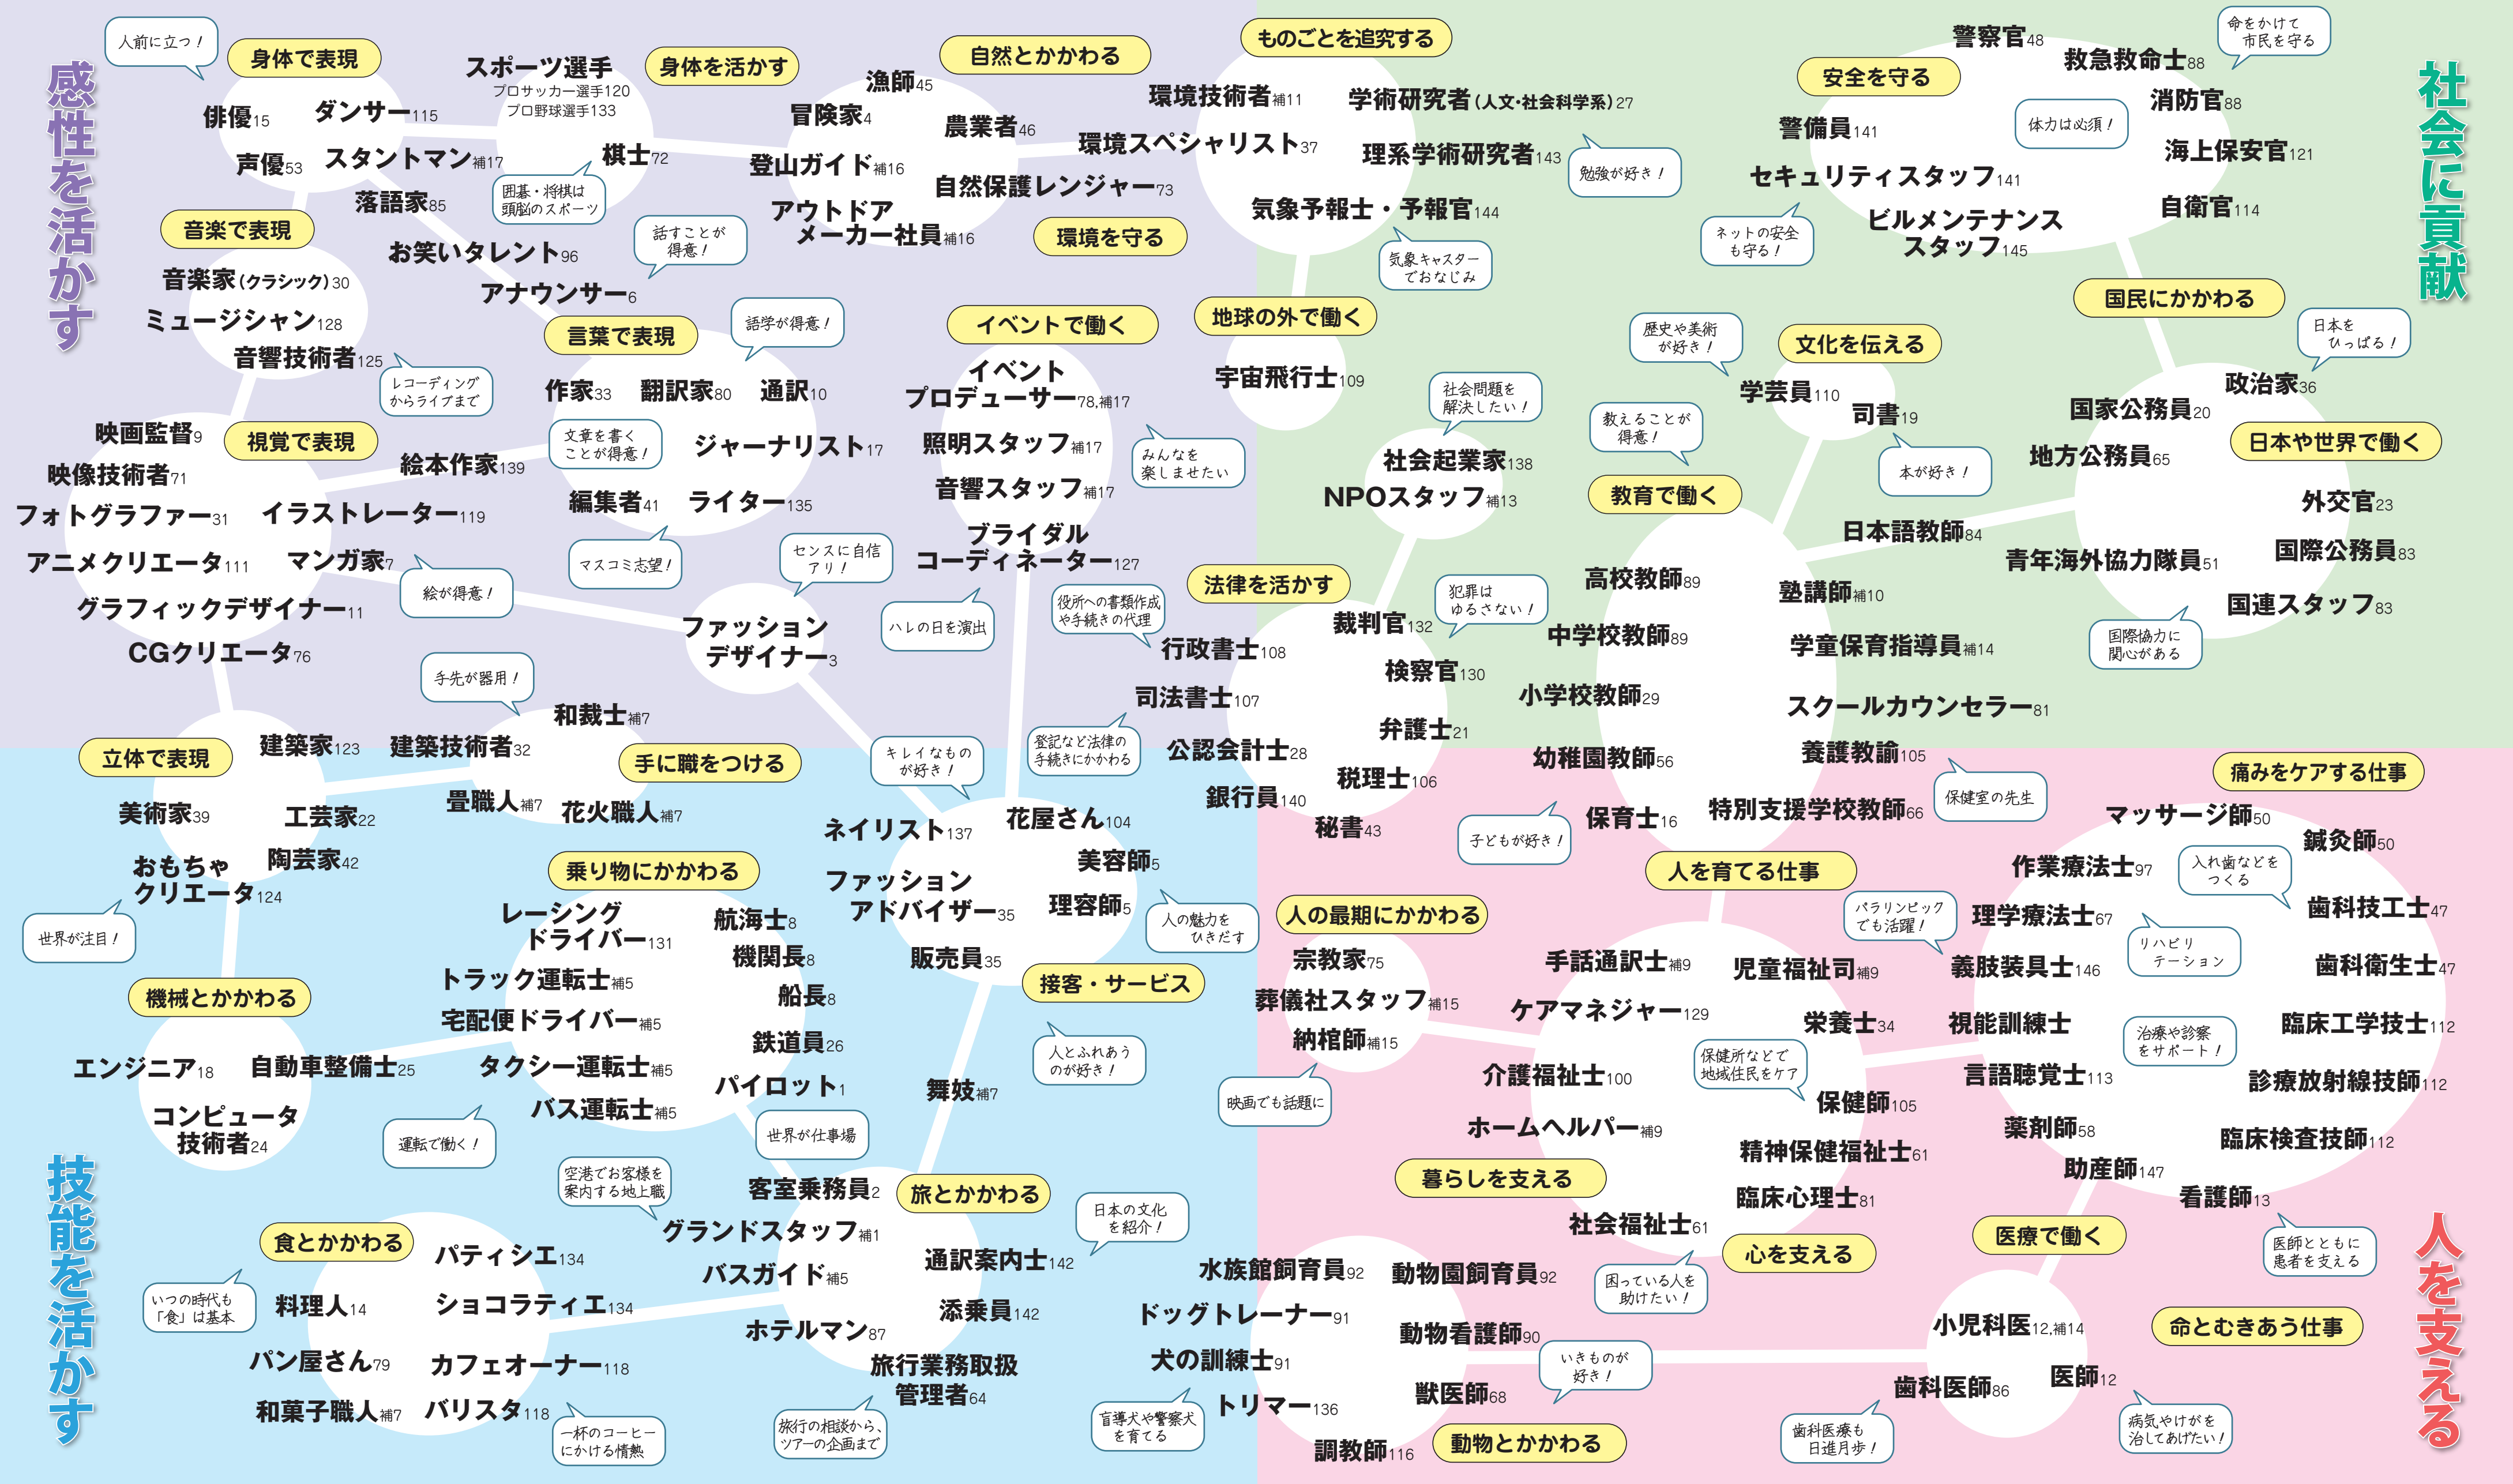 感性を活かす
人前に立つ！
身体で表現
俳優15
ダンサー115
声優53
スタントマン補17
落語家85
お笑いタレント96
アナウンサー6
話すことが
得意！
スポーツ選手
プロサッカー選手120
プロ野球選手133
身体を活かす
棋士72
囲碁・将棋は
頭脳のスポーツ
自然とかかわる
漁師45
冒険家4
農業者46
登山ガイド補16
自然保護レンジャー73
アウトドア
メーカー社員補16
環境を守る
環境技術者補11
環境スペシャリスト37
音楽で表現
音楽家(クラシック)30
ミュージシャン128
音響技術者125
レコーディング
からライブまで
言葉で表現
語学が得意！
作家33
翻訳家80
通訳10
文章を書く
ことが得意！
ジャーナリスト17
編集者41
ライター135
マスコミ志望！
イベントで働く
イベント
プロデューサー78,補17
照明スタッフ補17
みんなを
楽しませたい
音響スタッフ補17
ブライダル
コーディネーター127
ハレの日を演出
視覚で表現
映画監督9
映像技術者71
絵本作家139
フォトグラファー31
イラストレーター119
アニメクリエータ111
マンガ家7
絵が得意！
グラフィックデザイナー11
CGクリエータ76
センスに自信
アリ！
ファッション
デザイナー3
社会に貢献
ものごとを追究する
学術研究者(人文・社会科学系)27
理系学術研究者143
勉強が好き！
気象予報士・予報官144
気象キャスター
でおなじみ
地球の外で働く
宇宙飛行士109
社会問題を
解決したい！
社会起業家138
NPOスタッフ補13
安全を守る
警察官48
救急救命士88
命をかけて
市民を守る
消防官88
体力は必須！
警備員141
海上保安官121
セキュリティスタッフ141
自衛官114
ネットの安全
も守る！
ビルメンテナンス
スタッフ145
国民にかかわる
日本を
ひっぱる！
政治家36
国家公務員20
地方公務員65
日本や世界で働く
外交官23
国際公務員83
青年海外協力隊員51
国連スタッフ83
国際協力に
関心がある
文化を伝える
歴史や美術
が好き！
学芸員110
司書19
本が好き！
教育で働く
教えることが
得意！
日本語教師84
高校教師89
塾講師補10
中学校教師89
学童保育指導員補14
小学校教師29
スクールカウンセラー81
幼稚園教師56
養護教諭105
保健室の先生
保育士16
特別支援学校教師66
子どもが好き！
人を育てる仕事
法律を活かす
役所への書類作成
や手続きの代理
犯罪は
ゆるさない！
裁判官132
行政書士108
検察官130
司法書士107
弁護士21
登記など法律の
手続きにかかわる
公認会計士28
税理士106
銀行員140
秘書43
技能を活かす
立体で表現
建築家123
美術家39
工芸家22
おもちゃ
クリエータ124
陶芸家42
世界が注目！
手先が器用！
和裁士補7
建築技術者32
手に職をつける
畳職人補7
花火職人補7
機械とかかわる
エンジニア18
自動車整備士25
コンピュータ
技術者24
乗り物にかかわる
レーシング
ドライバー131
航海士8
機関長8
トラック運転士補5
船長8
宅配便ドライバー補5
鉄道員26
タクシー運転士補5
パイロット1
バス運転士補5
運転で働く！
世界が仕事場
キレイなもの
が好き！
ネイリスト137
花屋さん104
美容師5
ファッション
アドバイザー35
理容師5
人の魅力を
ひきだす
販売員35
接客・サービス
人とふれあう
のが好き！
舞妓補7
旅とかかわる
空港でお客様を
案内する地上職
客室乗務員2
グランドスタッフ補1
日本の文化
を紹介！
バスガイド補5
通訳案内士142
添乗員142
ホテルマン87
旅行業務取扱
管理者64
旅行の相談から、
ツアーの企画まで
食とかかわる
いつの時代も
「食」は基本
パティシエ134
料理人14
ショコラティエ134
パン屋さん79
カフェオーナー118
和菓子職人補7
バリスタ118
一杯のコーヒー
にかける情熱
人を支える
人の最期にかかわる
宗教家75
葬儀社スタッフ補15
納棺師補15
映画でも話題に
手話通訳士補9
児童福祉司補9
ケアマネジャー129
栄養士34
介護福祉士100
保健所などで
地域住民をケア
保健師105
ホームヘルパー補9
精神保健福祉士61
暮らしを支える
臨床心理士81
社会福祉士61
心を支える
困っている人を
助けたい！
痛みをケアする仕事
マッサージ師50
鍼灸師50
作業療法士97
入れ歯などを
つくる
パラリンピック
でも活躍！
理学療法士67
歯科技工士47
リハビリ
テーション
義肢装具士146
歯科衛生士47
視能訓練士
治療や診察
をサポート！
臨床工学技士112
言語聴覚士113
診療放射線技師112
薬剤師58
臨床検査技師112
助産師147
看護師13
医療で働く
医師とともに
患者を支える
水族館飼育員92
動物園飼育員92
ドッグトレーナー91
動物看護師90
犬の訓練士91
いきものが
好き！
獣医師68
トリマー136
盲導犬や警察犬
を育てる
調教師116
動物とかかわる
小児科医12,補14
命とむきあう仕事
医師12
歯科医師86
歯科医療も
日進月歩！
病気やけがを
治してあげたい！